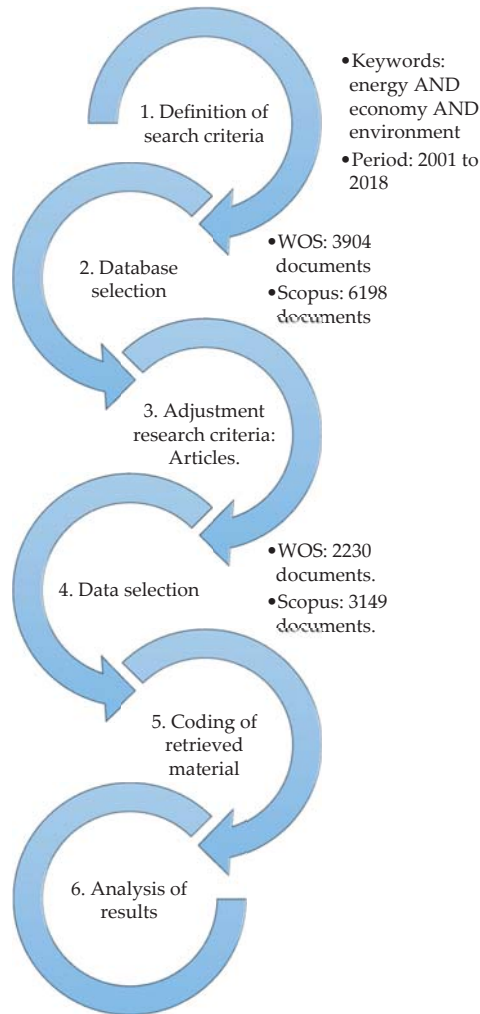 1. Definition of
search criteria
•Keywords:
energy AND
economy AND
environment
•Period: 2001 to
2018
2. Database
selection
•WOS: 3904
documents
•Scopus: 6198
documents
3. Adjustment
research criteria:
Articles.
4. Data selection
•WOS: 2230
documents.
•Scopus: 3149
documents.
5. Coding of
retrieved
material
6. Analysis of
results